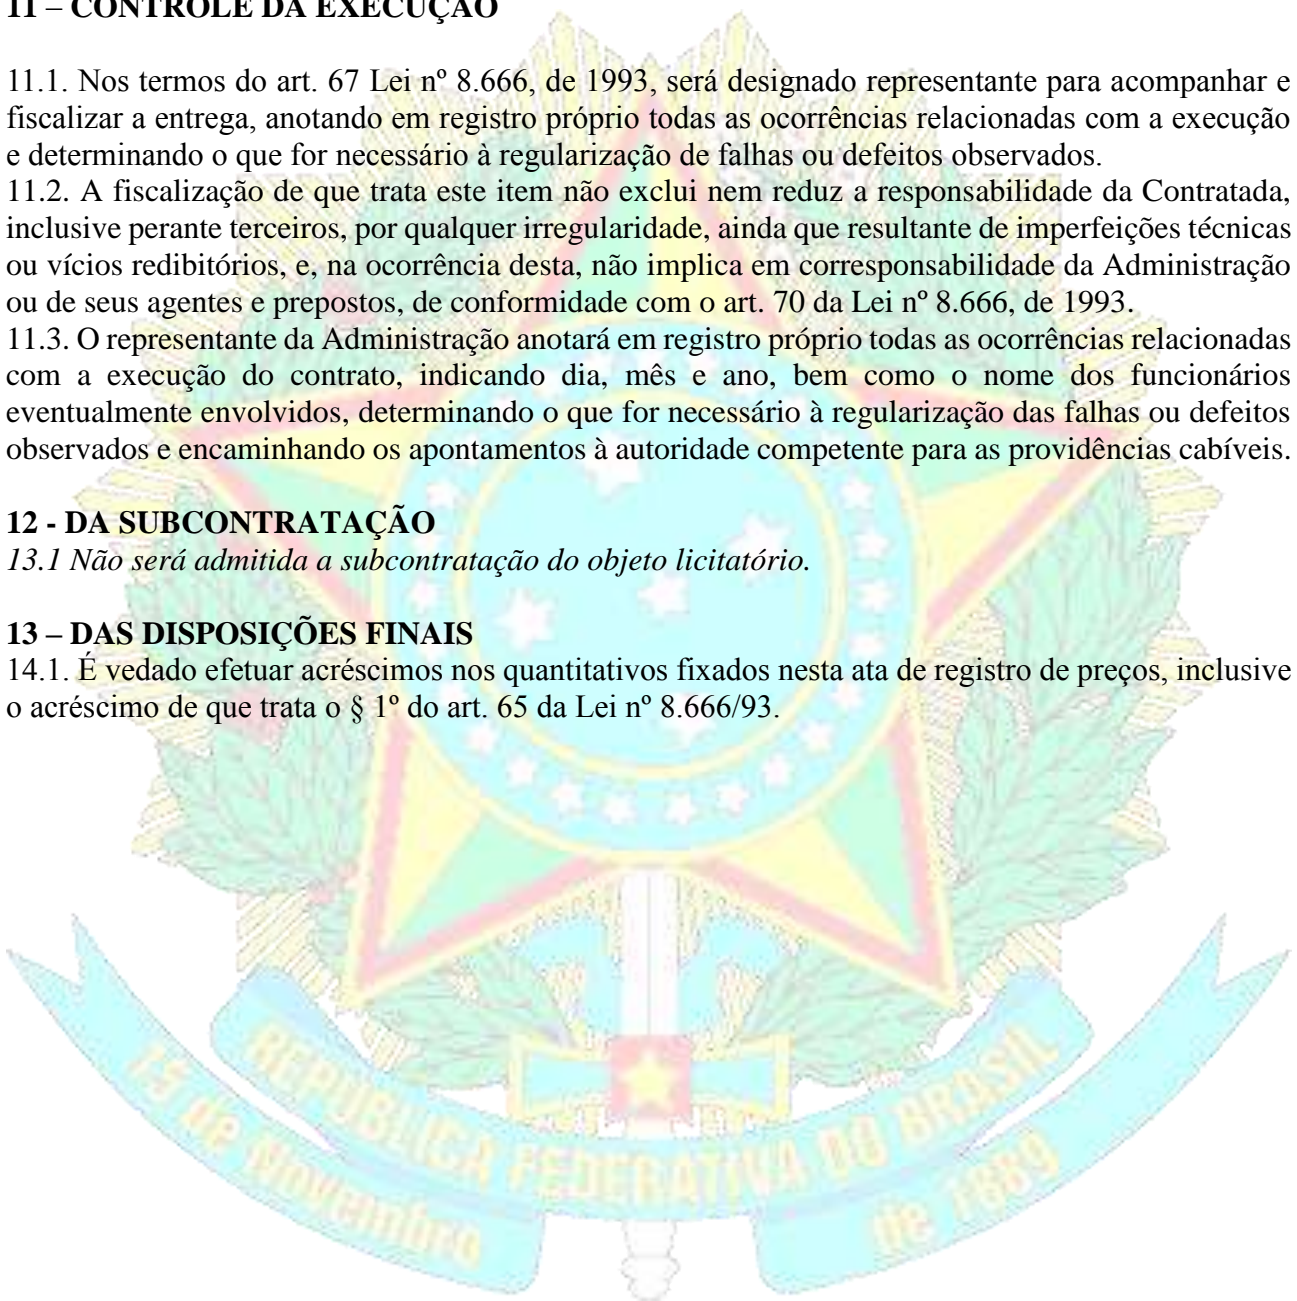 11 – CONTROLE DA EXECUÇÃO
11.1. Nos termos do art. 67 Lei nº 8.666, de 1993, será designado representante para acompanhar e
fiscalizar a entrega, anotando em registro próprio todas as ocorrências relacionadas com a execução
e determinando o que for necessário à regularização de falhas ou defeitos observados.
11.2. A fiscalização de que trata este item não exclui nem reduz a responsabilidade da Contratada,
inclusive perante terceiros, por qualquer irregularidade, ainda que resultante de imperfeições técnicas
ou vícios redibitórios, e, na ocorrência desta, não implica em corresponsabilidade da Administração
ou de seus agentes e prepostos, de conformidade com o art. 70 da Lei nº 8.666, de 1993.
11.3. O representante da Administração anotará em registro próprio todas as ocorrências relacionadas
com a execução do contrato, indicando dia, mês e ano, bem como o nome dos funcionários
eventualmente envolvidos, determinando o que for necessário à regularização das falhas ou defeitos
observados e encaminhando os apontamentos à autoridade competente para as providências cabíveis.
12 - DA SUBCONTRATAÇÃO
13.1 Não será admitida a subcontratação do objeto licitatório.
13 – DAS DISPOSIÇÕES FINAIS
14.1. É vedado efetuar acréscimos nos quantitativos fixados nesta ata de registro de preços, inclusive
o acréscimo de que trata o § 1º do art. 65 da Lei nº 8.666/93.
REPÚBLICA FEDERATIVA DO BRASIL
15 de Novembro de 1889